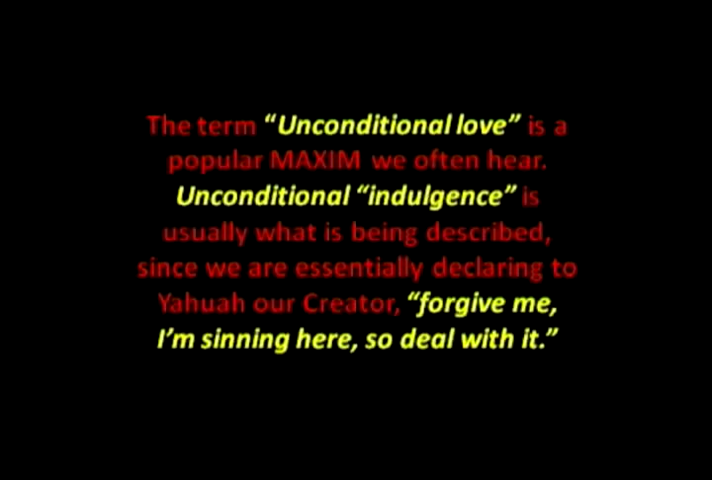 The term “Unconditional love” is a
popular MAXIM we often hear.
Unconditional “indulgence” is
usually what is being described,
since we are essentially declaring to
Yahuah our Creator, “forgive me,
I’m sinning here, so deal with it.”